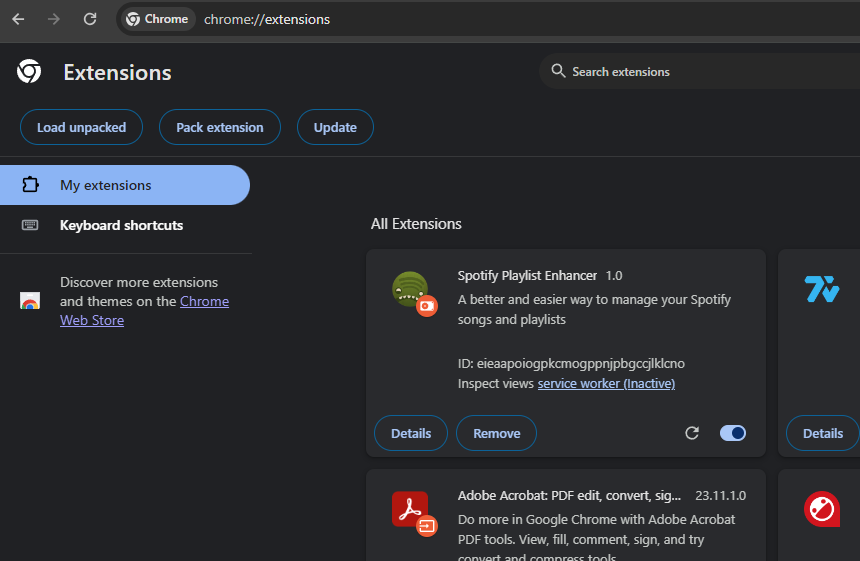 Chrome
chrome://extensions
Extensions
Search extensions
Load unpacked
Pack extension
Update
My extensions
Keyboard shortcuts
Discover more extensions
and themes on the Chrome
Web Store
All Extensions
Spotify Playlist Enhancer 1.0
A better and easier way to manage your Spotify
songs and playlists
ID: eieaapoiogpkcmogppnjpbgccjlklcno
Inspect views service worker (Inactive)
Details
Remove
Details
Adobe Acrobat: PDF edit, convert, sig... 23.11.1.0
Do more in Google Chrome with Adobe Acrobat
PDF tools. View, fill, comment, sign, and try
convert and compress tools.